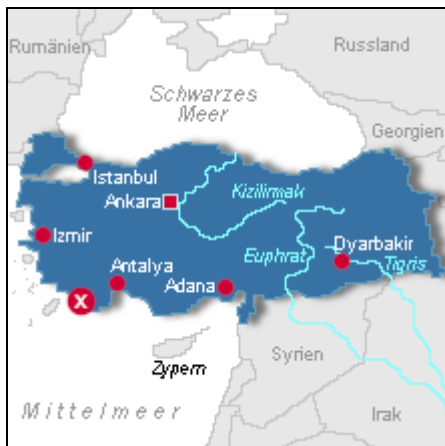 Rumänien
Russland
Schwarzes
Meer
Georgien
Istanbul
Ankara
Kizilirmak
Izmir
Antalya
Adana
Euphrat
Dyarbakir
Tigris
X
Zypern
Syrien
Mittelmeer
Irak